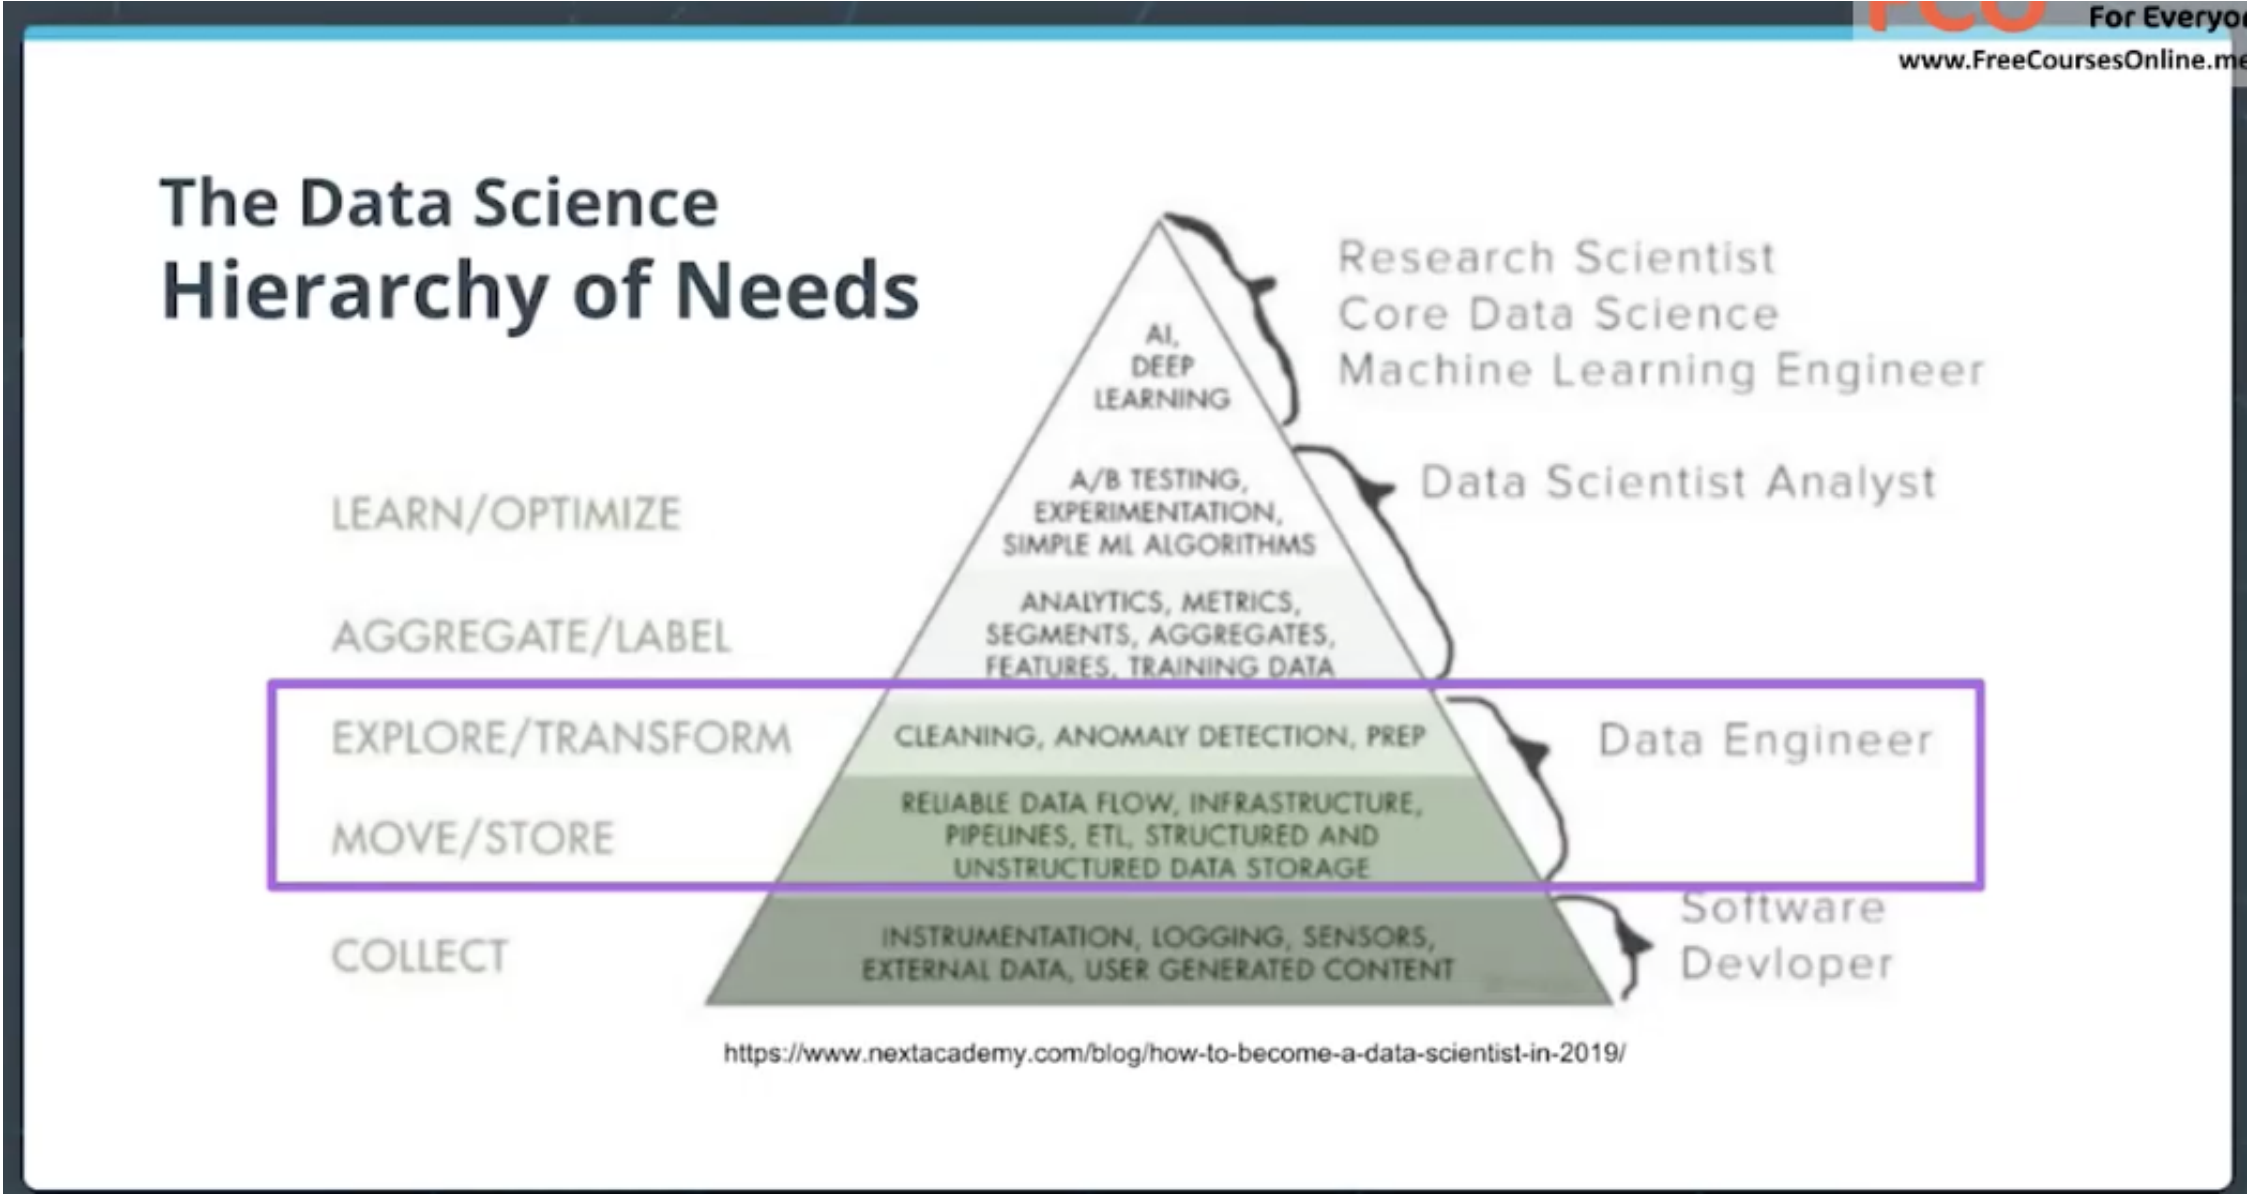 For Everyo
www.FreeCoursesOnline.me
The Data Science
Hierarchy of Needs
Research Scientist
Core Data Science
Machine Learning Engineer
AI,
DEEP
LEARNING
LEARN/OPTIMIZE
A/B TESTING,
EXPERIMENTATION,
SIMPLE ML ALGORITHMS
Data Scientist Analyst
AGGREGATE/LABEL
ANALYTICS, METRICS,
SEGMENTS, AGGREGATES,
FEATURES, TRAINING DATA
EXPLORE/TRANSFORM
CLEANING, ANOMALY DETECTION, PREP
Data Engineer
MOVE/STORE
RELIABLE DATA FLOW, INFRASTRUCTURE,
PIPELINES, ETL, STRUCTURED AND
UNSTRUCTURED DATA STORAGE
COLLECT
INSTRUMENTATION, LOGGING, SENSORS,
EXTERNAL DATA, USER GENERATED CONTENT
Software
Devloper
https://www.nextacademy.com/blog/how-to-become-a-data-scientist-in-2019/